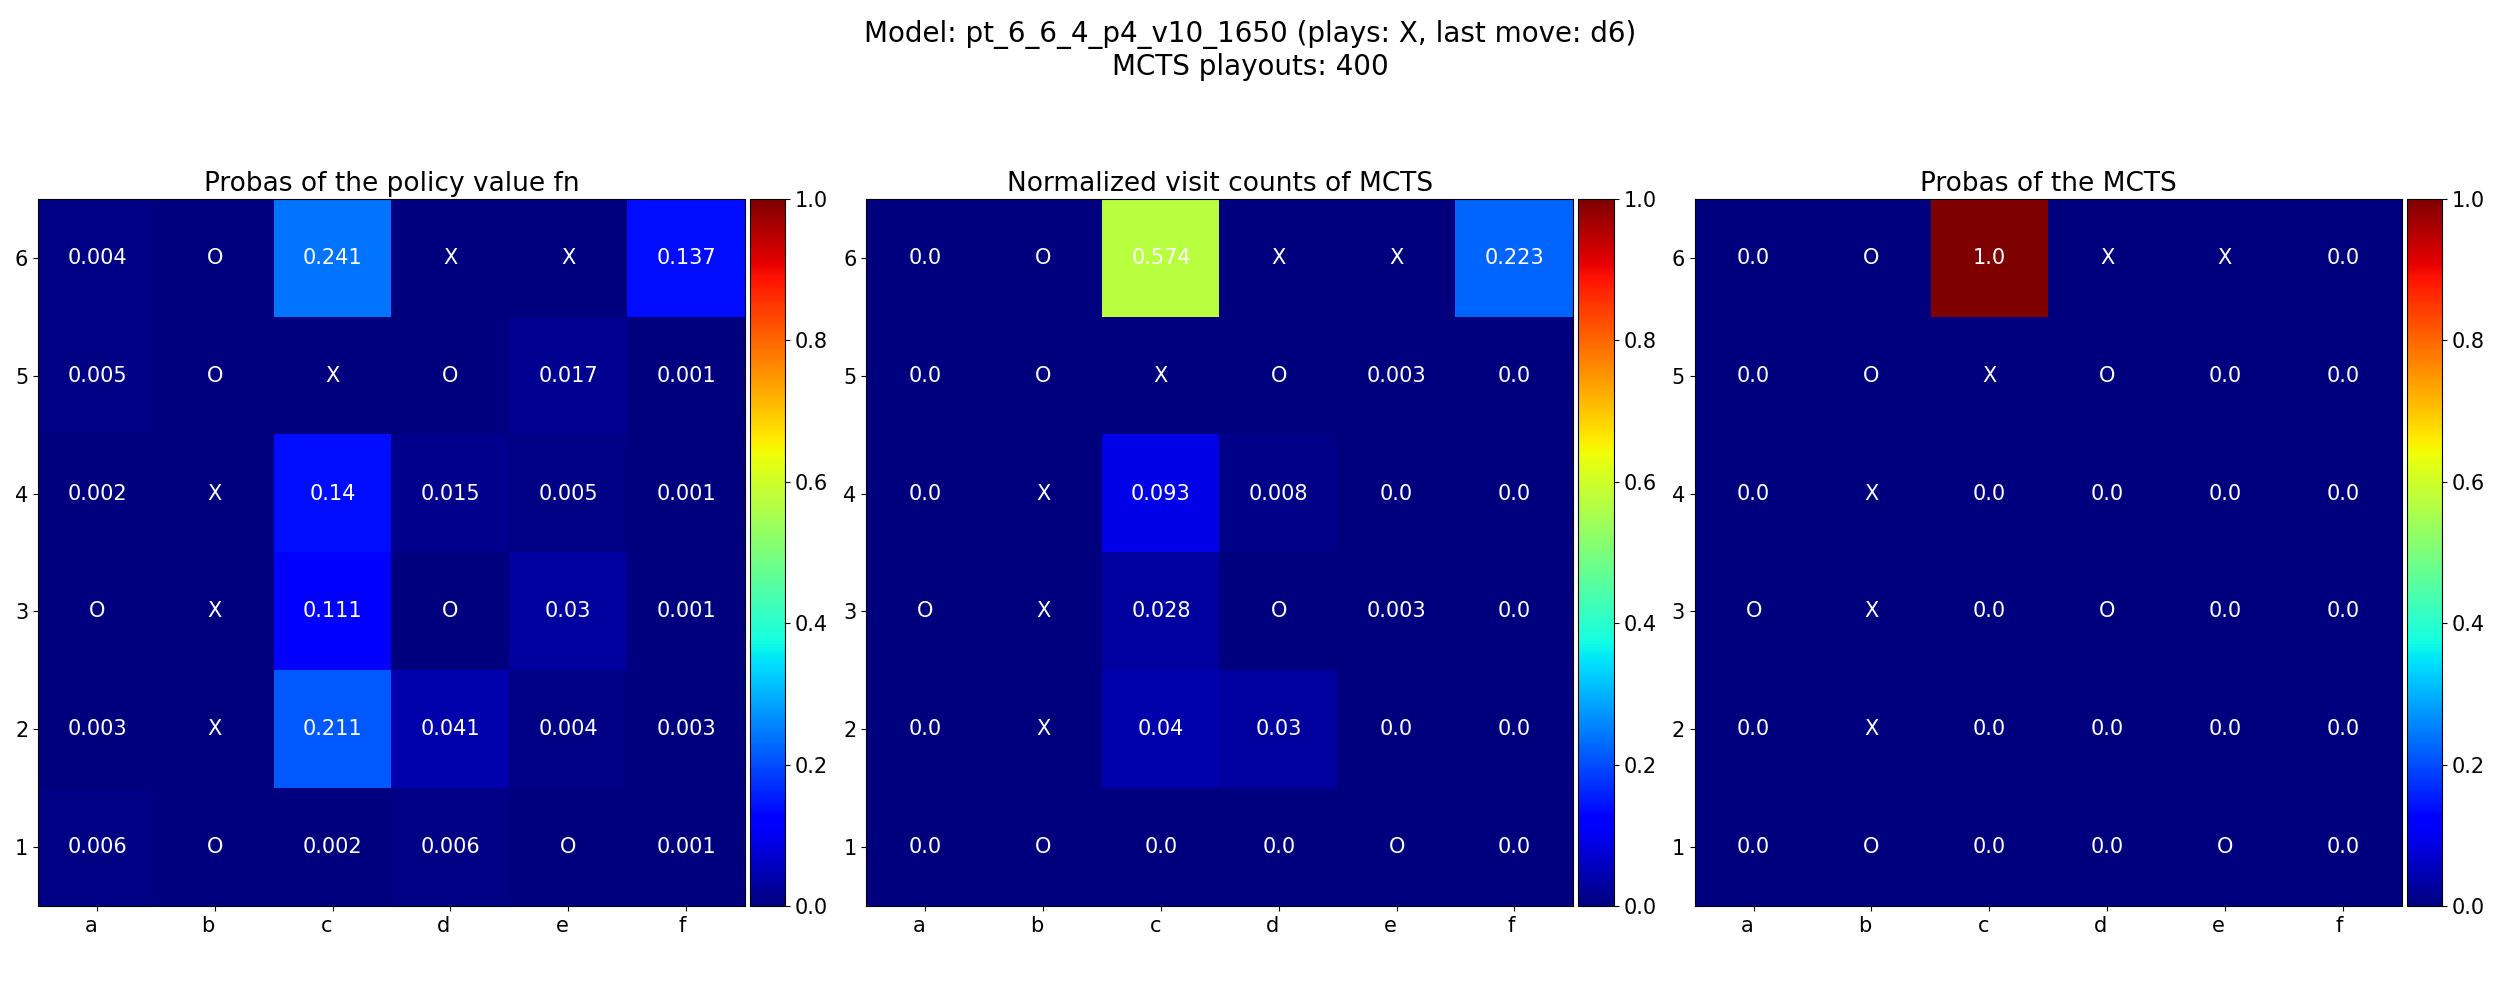 Model: pt_6_6_4_p4_v10_1650 (plays: X, last move: d6)
MCTS playouts: 400
Probas of the policy value fn
6 0.004 O 0.241 X X 0.137
5 0.005 O X O 0.017 0.001
4 0.002 X 0.14 0.015 0.005 0.001
3 O X 0.111 O 0.03 0.001
2 0.003 X 0.211 0.041 0.004 0.003
1 0.006 O 0.002 0.006 O 0.001
a b c d e f
1.0
0.8
0.6
0.4
0.2
0.0
Normalized visit counts of MCTS
6 0.0 O 0.574 X X 0.223
5 0.0 O X O 0.003 0.0
4 0.0 X 0.093 0.008 0.0 0.0
3 O X 0.028 O 0.003 0.0
2 0.0 X 0.04 0.03 0.0 0.0
1 0.0 O 0.0 0.0 O 0.0
a b c d e f
1.0
0.8
0.6
0.4
0.2
0.0
Probas of the MCTS
6 0.0 O 1.0 X X 0.0
5 0.0 O X O 0.0 0.0
4 0.0 X 0.0 0.0 0.0 0.0
3 O X 0.0 O 0.0 0.0
2 0.0 X 0.0 0.0 0.0 0.0
1 0.0 O 0.0 0.0 O 0.0
a b c d e f
1.0
0.8
0.6
0.4
0.2
0.0